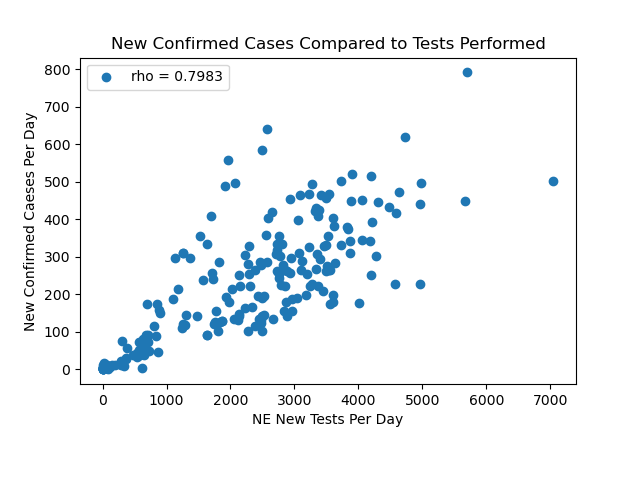 New Confirmed Cases Compared to Tests Performed
rho = 0.7983
New Confirmed Caeses Per Day
800
700
600
500
400
300
200
100
0
0 1000 2000 3000 4000 5000 6000 7000
NE New Tests Per Day